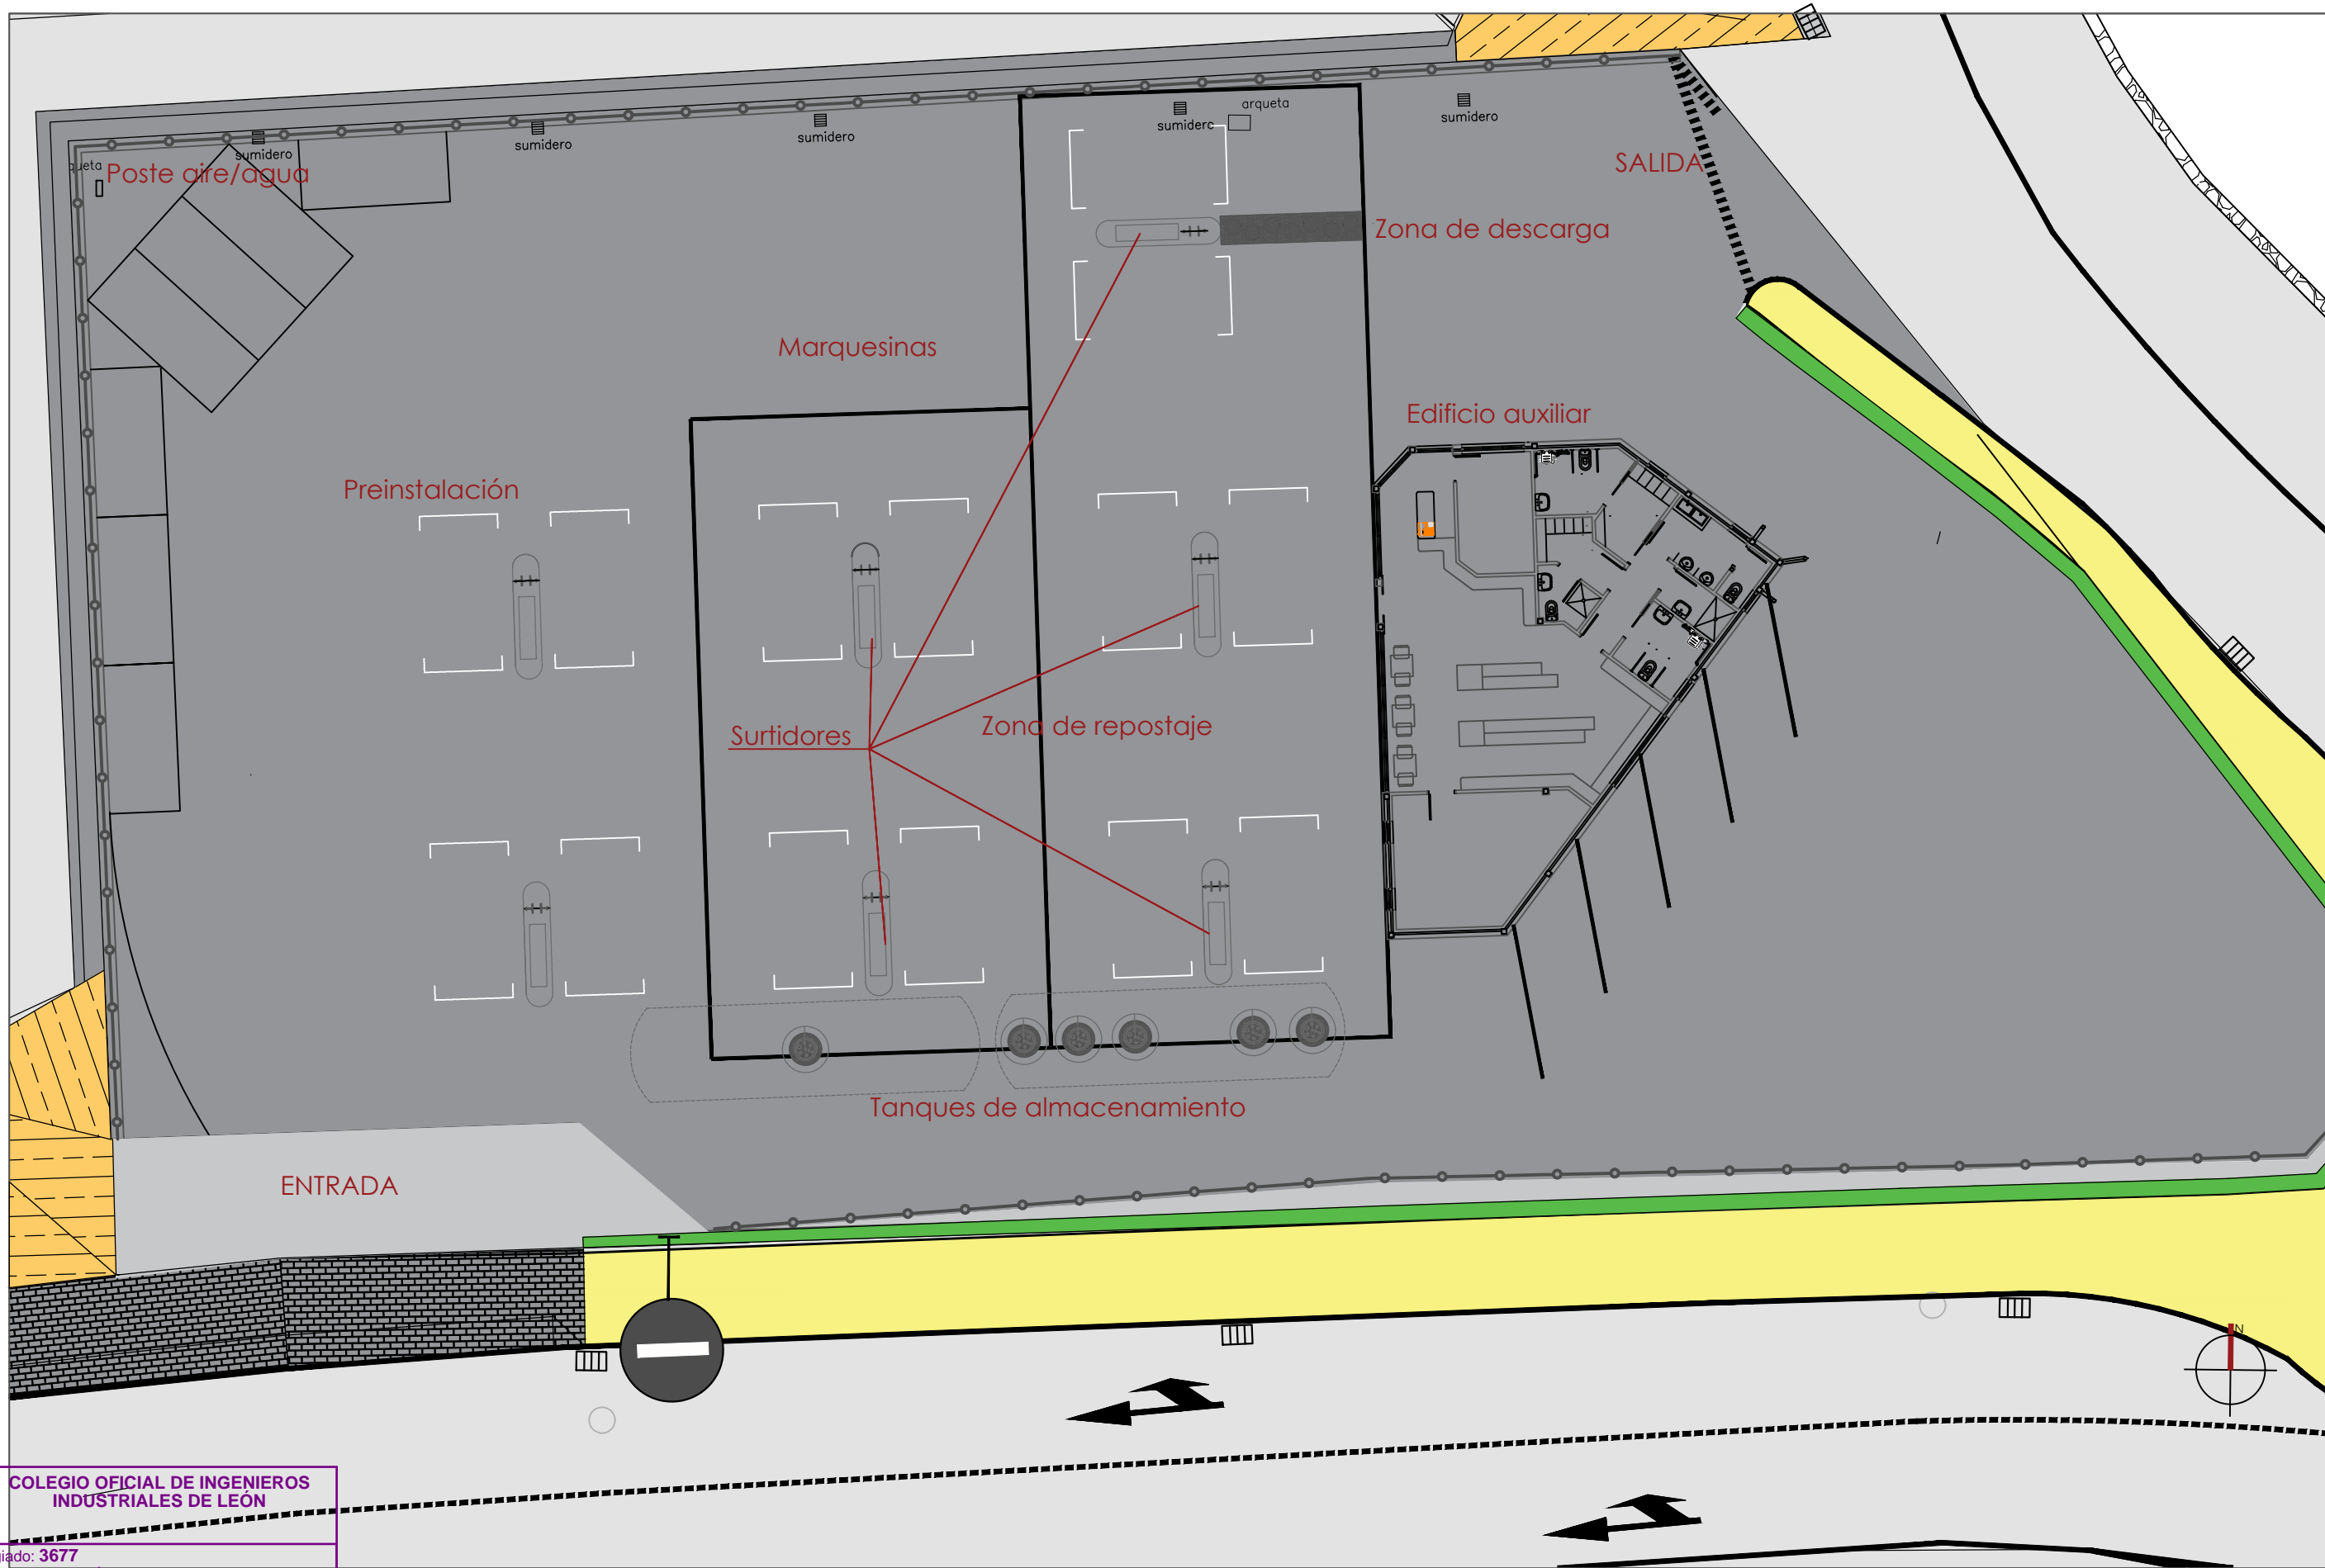 arqueta
sumidero
sumidero
sumidero
sumidero
sumidero
queta
Poste aire/agua
SALIDA
Zona de descarga
Marquesinas
Edificio auxiliar
Preinstalación
Surtidores
Zona de repostaje
Tanques de almacenamiento
ENTRADA
N
COLEGIO OFICIAL DE INGENIEROS
INDUSTRIALES DE LEÓN
giado: 3677